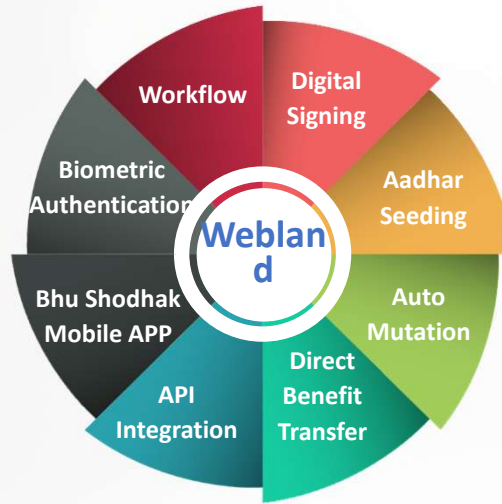 Workflow
Digital
Signing
Aadhar
Seeding
Auto
Mutation
Direct
Benefit
Transfer
API
Integration
Bhu Shodhak
Mobile APP
Biometric
Authentication
Weblan
d